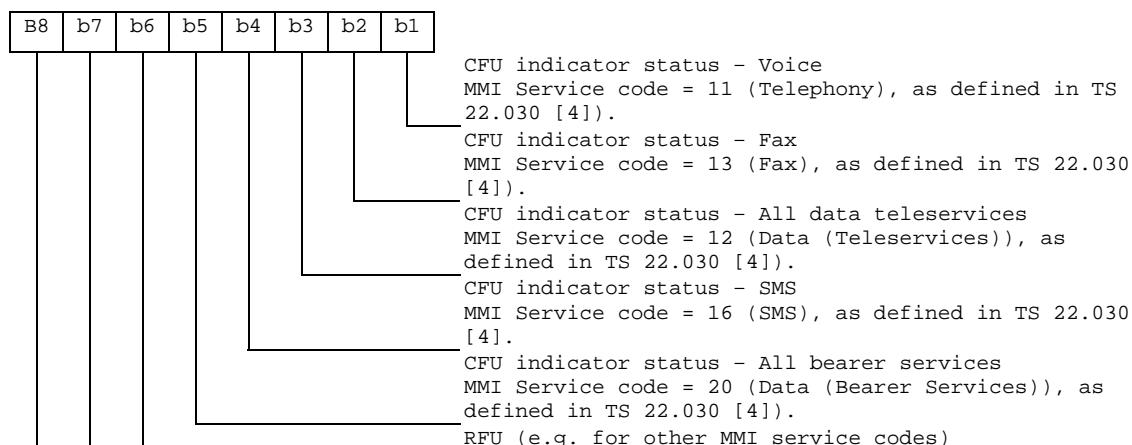 B8 b7 b6 b5 b4 b3 b2 b1
CFU indicator status – Voice
MMI Service code = 11 (Telephony), as defined in TS
22.030 [4]).
CFU indicator status – Fax
MMI Service code = 13 (Fax), as defined in TS 22.030
[4]).
CFU indicator status – All data teleservices
MMI Service code = 12 (Data (Teleservices)), as
defined in TS 22.030 [4]).
CFU indicator status – SMS
MMI Service code = 16 (SMS), as defined in TS 22.030
[4].
CFU indicator status – All bearer services
MMI Service code = 20 (Data (Bearer Services)), as
defined in TS 22.030 [4]).
RFU (e.g. for other MMI service codes)